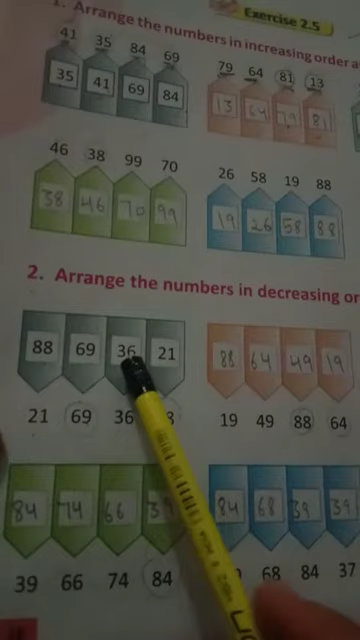 Exercise 2.5
1. Arrange the numbers in increasing order a
41 35 84 69
35 41 69 84
79 64 81 13
13 64 79 81
46 38 99 70
38 46 70 99
26 58 19 88
19 26 58 88
2. Arrange the numbers in decreasing or
88 69 36 21
21 69 36
88 64 49 19
19 49 88 64
84 74 66 39
39 66 74 84
84 68 39 39
68 84 37